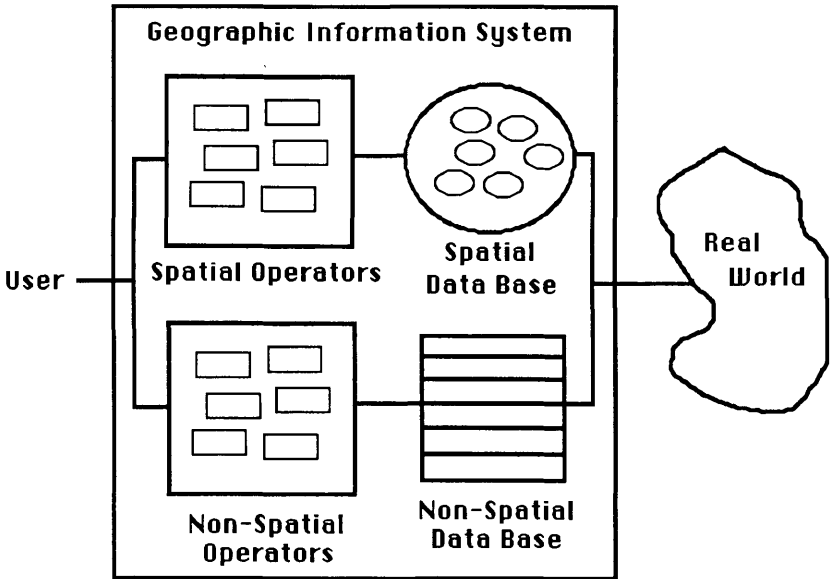 Geographic Information System
User
Spatial Operators
Spatial
Data Base
Real
World
Non-Spatial
Operators
Non-Spatial
Data Base